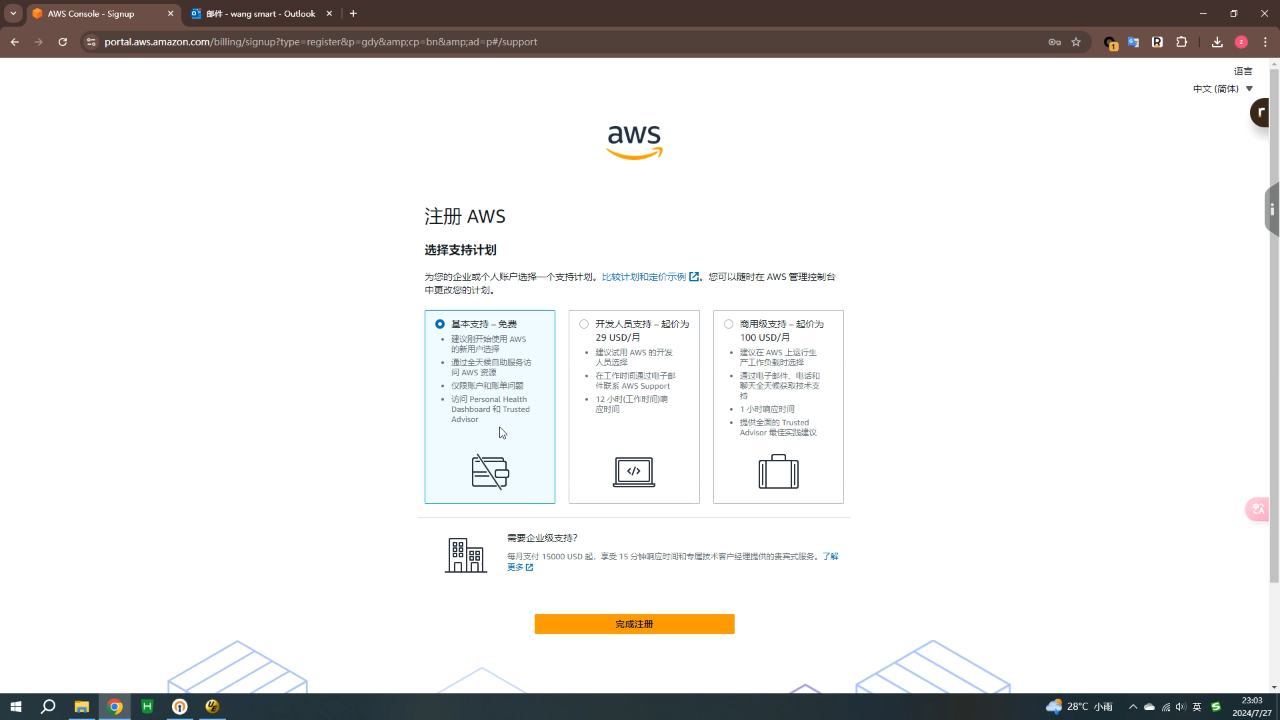 AWS Console - Signup
邮件 - wang smart - Outlook
portal.aws.amazon.com/billing/signup?type=register&p=gdy&amp;cp=bn&amp;ad=p#/support
1
z
语言
中文 (简体)
r
aws
i
注册 AWS
选择支持计划
为您的企业或个人账户选择一个支持计划。比较计划和定价示例。您可以随时在 AWS 管理控制台
中更改您的计划。
基本支持 – 免费
建议刚开始使用 AWS
的新用户选择
通过全天候自助服务访
问 AWS 资源
仅限账户和账单问题
访问 Personal Health
Dashboard 和 Trusted
Advisor
开发人员支持 – 起价为
29 USD/月
建议试用 AWS 的开发
人员选择
在工作时间通过电子邮
件联系 AWS Support
12 小时(工作时间)响
应时间
</>
商用级支持 – 起价为
100 USD/月
建议在 AWS 上运行生
产工作负载时选择
通过电子邮件、电话和
聊天全天候获取技术支
持
1 小时响应时间
提供全面的 Trusted
Advisor 最佳实践建议
需要企业级支持?
每月支付 15000 USD 起，享受 15 分钟响应时间和专属技术客户经理提供的贵宾式服务。了解
更多
完成注册
28°C 小雨
英
23:03
2024/7/27